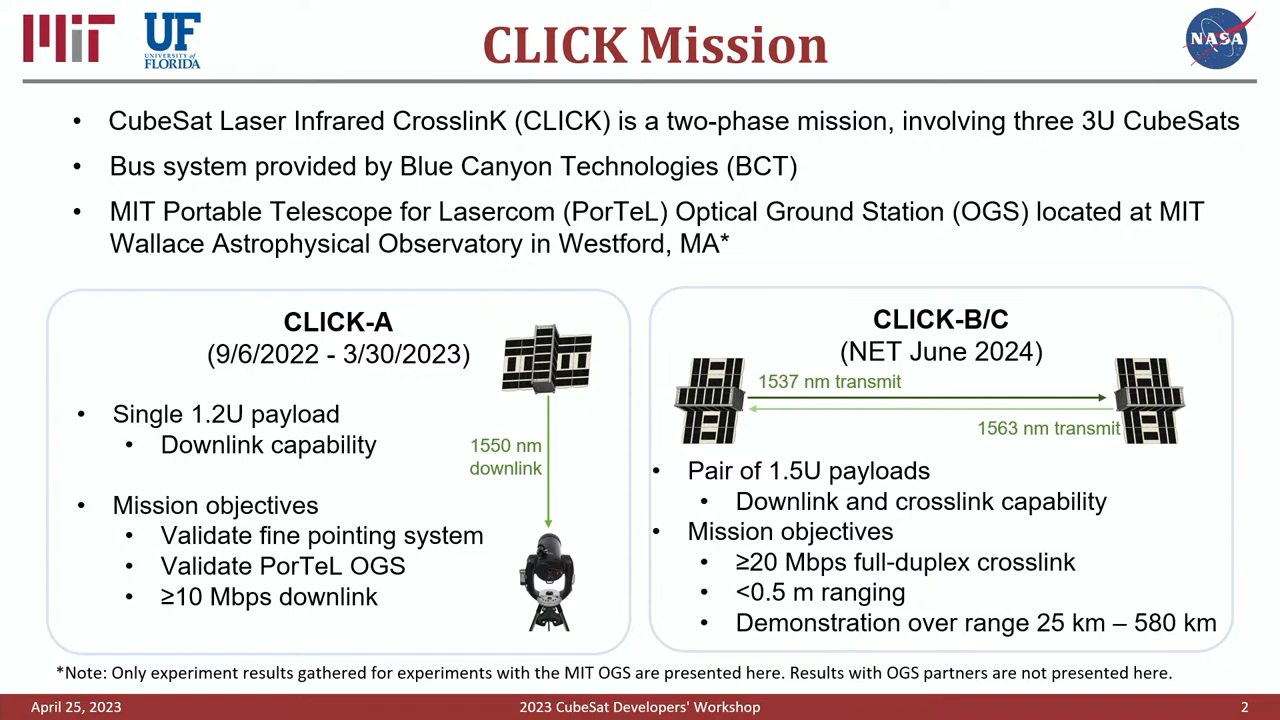 MIT
UF
UNIVERSITY of
FLORIDA
CLICK Mission
NASA
• CubeSat Laser Infrared CrosslinK (CLICK) is a two-phase mission, involving three 3U CubeSats
• Bus system provided by Blue Canyon Technologies (BCT)
• MIT Portable Telescope for Lasercom (PorTeL) Optical Ground Station (OGS) located at MIT
Wallace Astrophysical Observatory in Westford, MA*
CLICK-A
(9/6/2022 - 3/30/2023)
• Single 1.2U payload
• Downlink capability
1550 nm
downlink
• Mission objectives
• Validate fine pointing system
• Validate PorTeL OGS
• ≥10 Mbps downlink
CLICK-B/C
(NET June 2024)
1537 nm transmit
1563 nm transmit
• Pair of 1.5U payloads
• Downlink and crosslink capability
• Mission objectives
• ≥20 Mbps full-duplex crosslink
• <0.5 m ranging
• Demonstration over range 25 km – 580 km
*Note: Only experiment results gathered for experiments with the MIT OGS are presented here. Results with OGS partners are not presented here.
April 25, 2023
2023 CubeSat Developers' Workshop
2